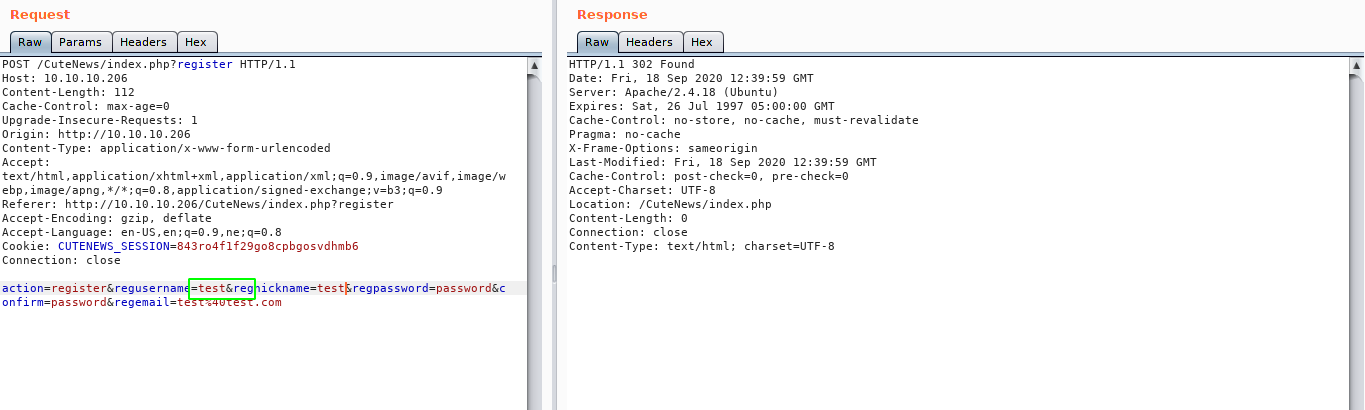 Request
Raw Params Headers Hex
POST /CuteNews/index.php?register HTTP/1.1
Host: 10.10.10.206
Content-Length: 112
Cache-Control: max-age=0
Upgrade-Insecure-Requests: 1
Origin: http://10.10.10.206
Content-Type: application/x-www-form-urlencoded
Accept:
text/html,application/xhtml+xml,application/xml;q=0.9,image/avif,image/w
ebp,image/apng,*/*;q=0.8,application/signed-exchange;v=b3;q=0.9
Referer: http://10.10.10.206/CuteNews/index.php?register
Accept-Encoding: gzip, deflate
Accept-Language: en-US,en;q=0.9,ne;q=0.8
Cookie: CUTENEWS_SESSION=843ro4f1f29go8cpbgosvdhmb6
Connection: close
action=register&regusername=test&regnickname=test&regpassword=password&c
onfirm=password&regemail=test%40test.com
Response
Raw Headers Hex
HTTP/1.1 302 Found
Date: Fri, 18 Sep 2020 12:39:59 GMT
Server: Apache/2.4.18 (Ubuntu)
Expires: Sat, 26 Jul 1997 05:00:00 GMT
Cache-Control: no-store, no-cache, must-revalidate
Pragma: no-cache
X-Frame-Options: sameorigin
Last-Modified: Fri, 18 Sep 2020 12:39:59 GMT
Cache-Control: post-check=0, pre-check=0
Accept-Charset: UTF-8
Location: /CuteNews/index.php
Content-Length: 0
Connection: close
Content-Type: text/html; charset=UTF-8